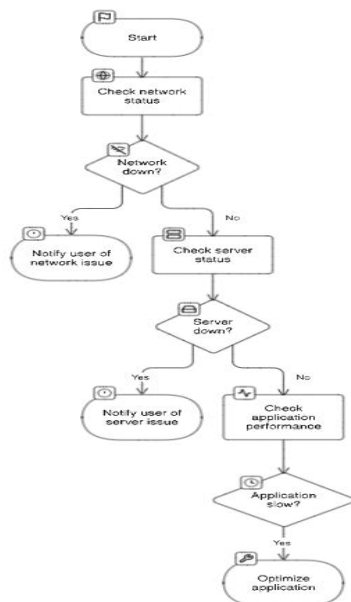 Start
Check network
status
Network
down?
Yes
No
Notify user of
network issue
Check server
status
Server
down?
Yes
No
Notify user of
server issue
Check
application
performance
Application
slow?
Yes
Optimize
application